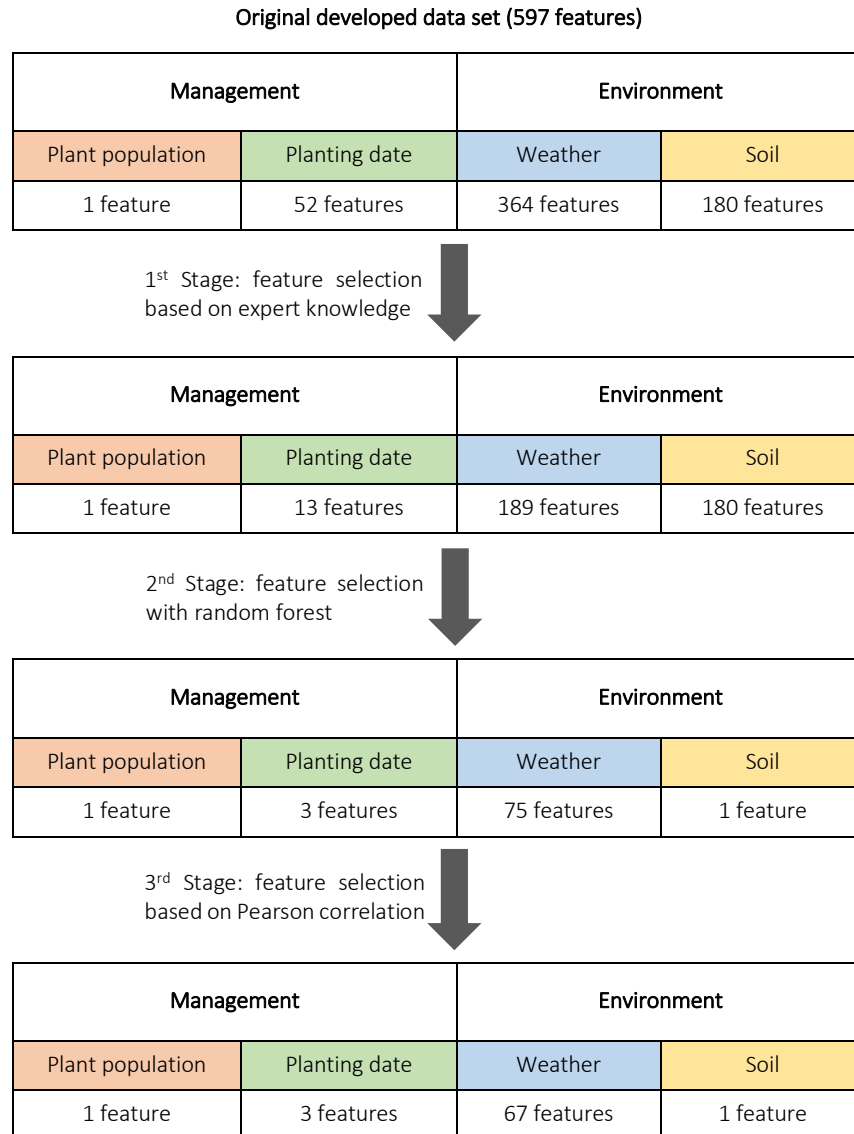 Original developed data set (597 features)
Management Environment
Plant population Planting date Weather Soil
1 feature 52 features 364 features 180 features
1st Stage: feature selection
based on expert knowledge
Management Environment
Plant population Planting date Weather Soil
1 feature 13 features 189 features 180 features
2nd Stage: feature selection
with random forest
Management Environment
Plant population Planting date Weather Soil
1 feature 3 features 75 features 1 feature
3rd Stage: feature selection
based on Pearson correlation
Management Environment
Plant population Planting date Weather Soil
1 feature 3 features 67 features 1 feature